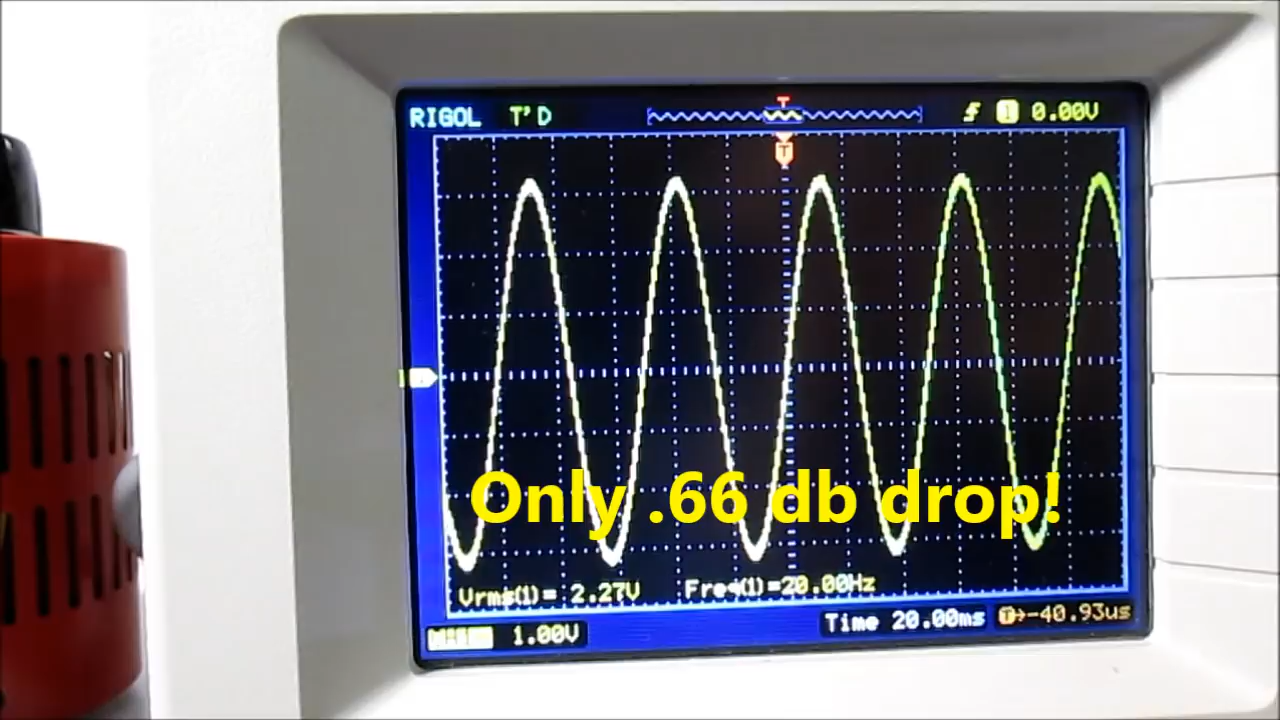 RIGOL T'D T 1 0.00V
T
Only .66 db drop!
Vrms(1)= 2.27V Freq(1)=20.00Hz
1.00V Time 20.00ms T→-40.93us